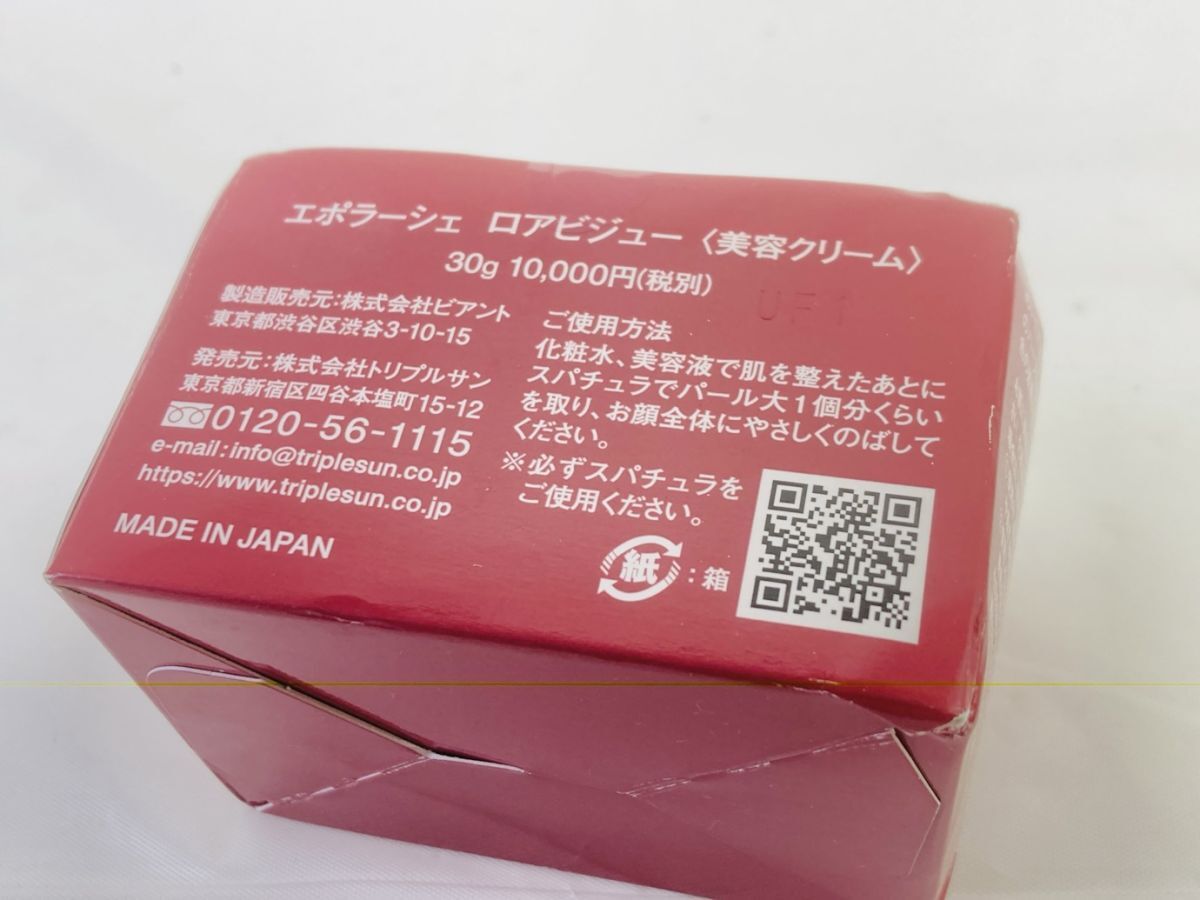 エポラーシェ ロアビジュー〈美容クリーム〉
30g 10,000円(税別)
製造販売元:株式会社ビアント
東京都渋谷区渋谷3-10-15
発売元:株式会社トリプルサン
東京都新宿区四谷本塩町15-12
0120-56-1115
e-mail:info@triplesun.co.jp
https://www.triplesun.co.jp
MADE IN JAPAN
UF1
ご使用方法
化粧水、美容液で肌を整えたあとに
スパチュラでパール大1個分くらい
を取り、お顔全体にやさしくのばして
ください。
※必ずスパチュラを
ご使用ください。
紙:箱